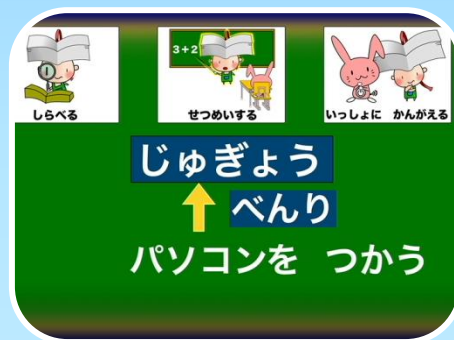 3+2
しらべる
せつめいする
いっしょに かんがえる
じゅぎょう
べんり
パソコンを つかう